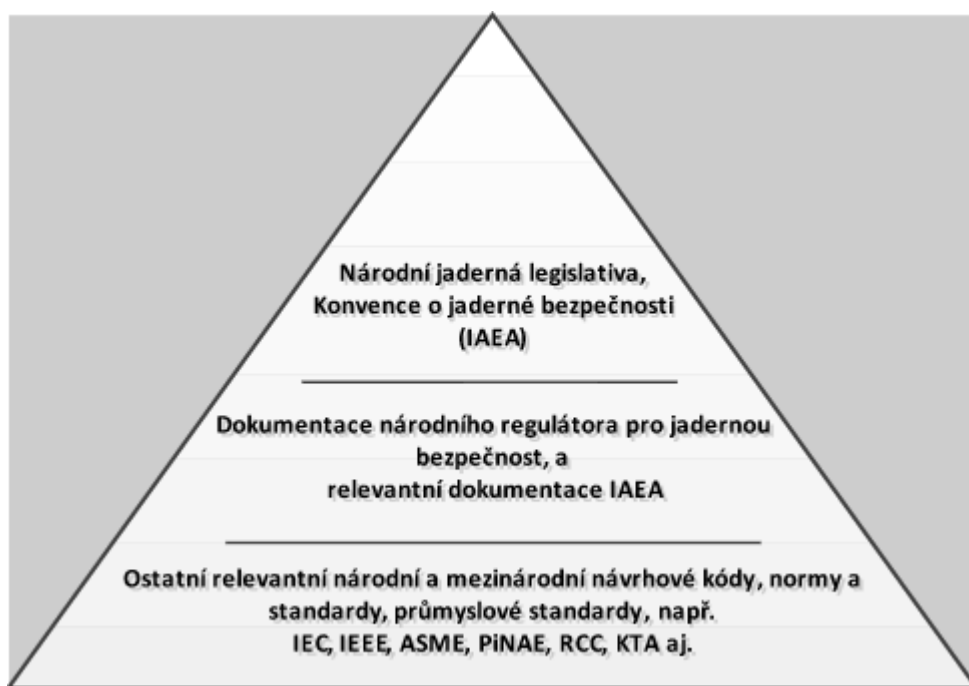 Národní jaderná legislativa,
Konvence o jaderné bezpečnosti
(IAEA)
Dokumentace národního regulátora pro jadernou
bezpečnost, a
relevantní dokumentace IAEA
Ostatní relevantní národní a mezinárodní návrhové kódy, normy a
standardy, průmyslové standardy, např.
IEC, IEEE, ASME, PiNAE, RCC, KTA aj.